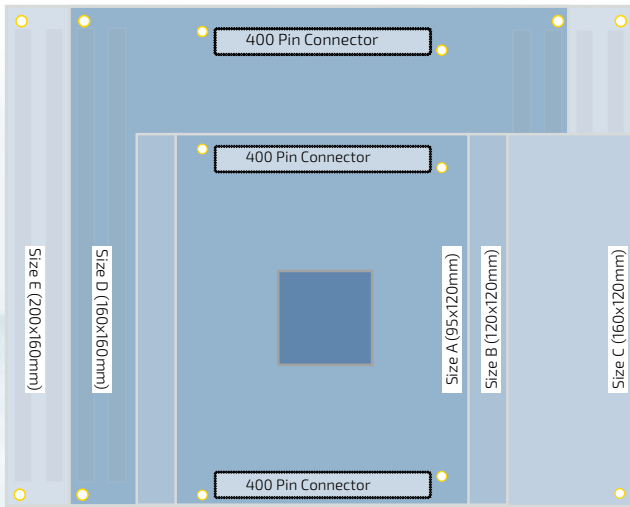 400 Pin Connector
400 Pin Connector
Size E (200x160mm)
Size D (160x160mm)
Size A (95x120mm)
Size B (120x120mm)
Size C (160x120mm)
400 Pin Connector